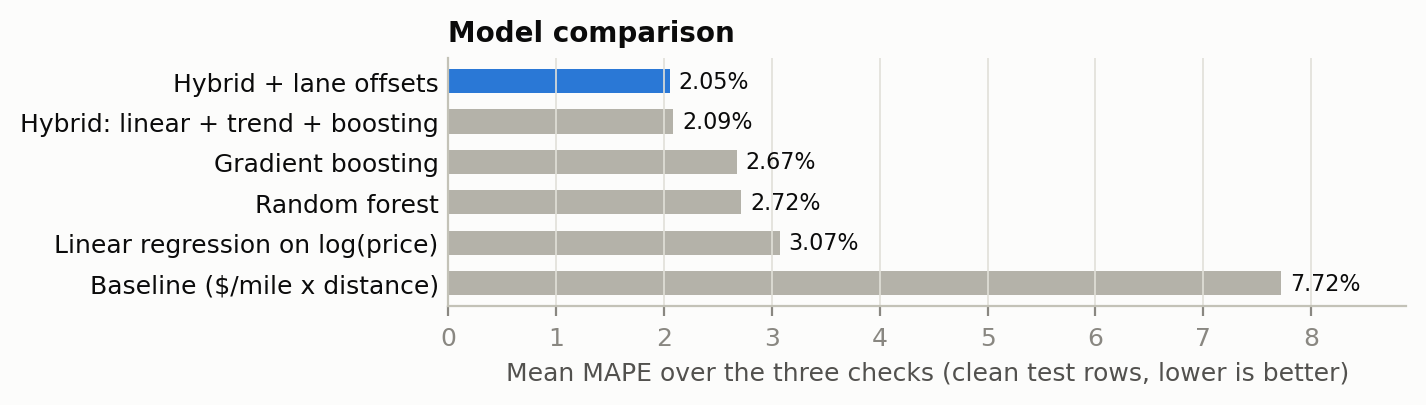 Model comparison
Hybrid + lane offsets 2.05%
Hybrid: linear + trend + boosting 2.09%
Gradient boosting 2.67%
Random forest 2.72%
Linear regression on log(price) 3.07%
Baseline ($/mile x distance) 7.72%
0 1 2 3 4 5 6 7 8
Mean MAPE over the three checks (clean test rows, lower is better)